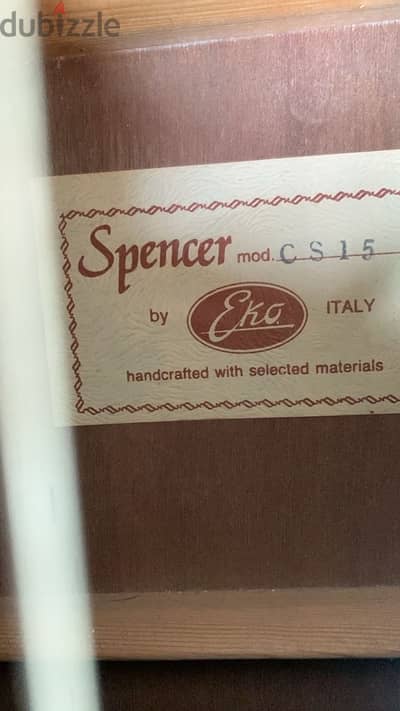 dubizzle
Spencer mod. CS15
by Eko ITALY
handcrafted with selected materials